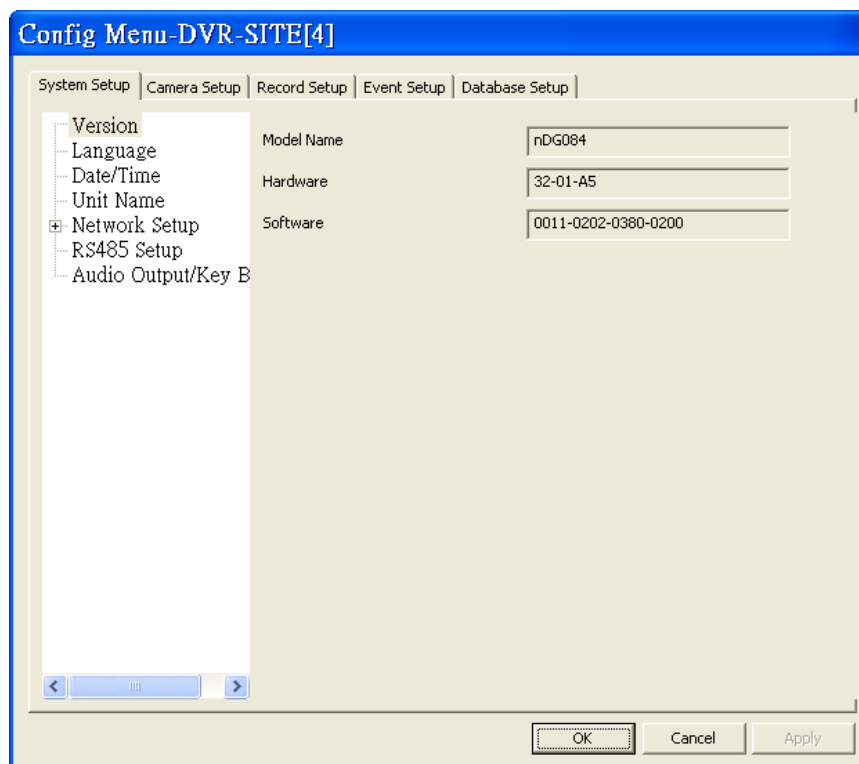 Config Menu-DVR-SITE[4]
System Setup Camera Setup Record Setup Event Setup Database Setup
Version
Language
Date/Time
Unit Name
Network Setup
RS485 Setup
Audio Output/Key B
Model Name nDG084
Hardware 32-01-A5
Software 0011-0202-0380-0200
OK Cancel Apply